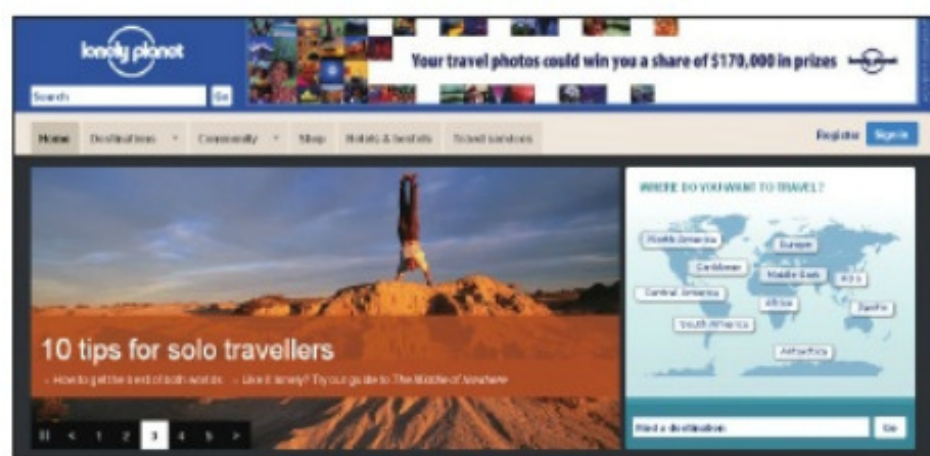 lonely planet
Your travel photos could win you a share of $170,000 in prizes
Search
Go
Home Destinations Community Shop Hotels & hostels Travel services
Register Sign in
10 tips for solo travellers
How to get the best of both worlds Like it lonely? Try our guide to The Middle of Nowhere
II < 1 2 3 4 5 >
WHERE DO YOU WANT TO TRAVEL?
North America
Europe
Caribbean
Middle East
Asia
Central America
Africa
Pacific
South America
Antarctica
Find a destination
Go